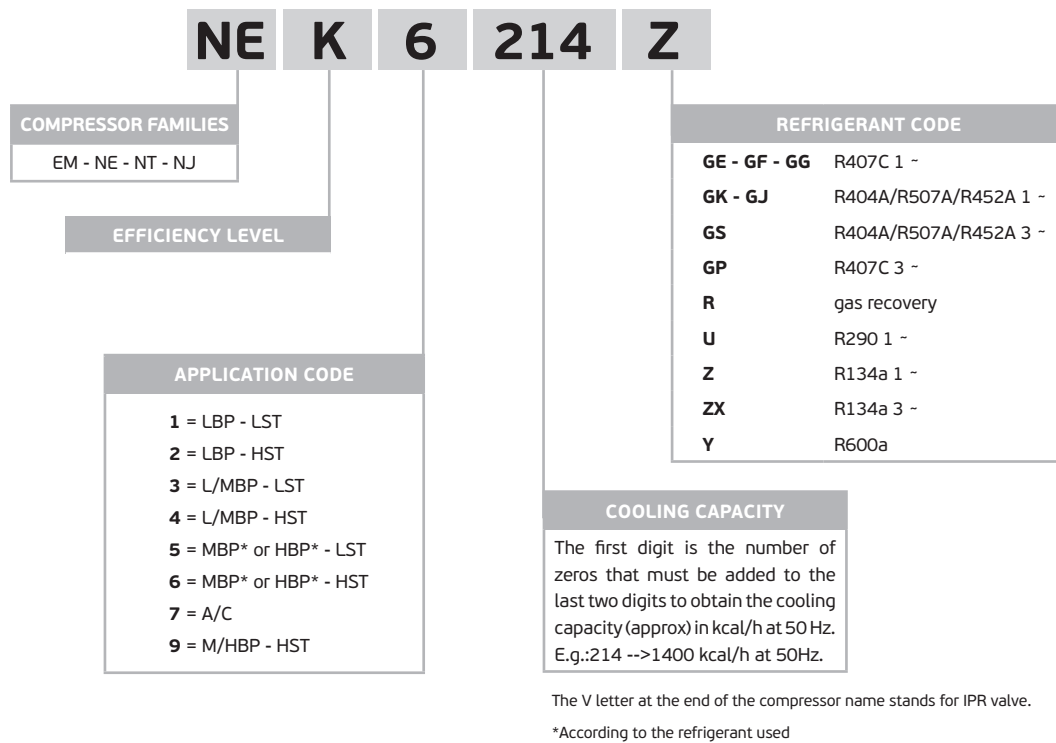 NE K 6 214 Z
COMPRESSOR FAMILIES
EM - NE - NT - NJ
EFFICIENCY LEVEL
APPLICATION CODE
1 = LBP - LST
2 = LBP - HST
3 = L/MBP - LST
4 = L/MBP - HST
5 = MBP* or HBP* - LST
6 = MBP* or HBP* - HST
7 = A/C
9 = M/HBP - HST
REFRIGERANT CODE
GE - GF - GG R407C 1 ~
GK - GJ R404A/R507A/R452A 1 ~
GS R404A/R507A/R452A 3 ~
GP R407C 3 ~
R gas recovery
U R290 1 ~
Z R134a 1 ~
ZX R134a 3 ~
Y R600a
COOLING CAPACITY
The first digit is the number of
zeros that must be added to the
last two digits to obtain the cooling
capacity (approx) in kcal/h at 50 Hz.
E.g.:214 -->1400 kcal/h at 50Hz.
The V letter at the end of the compressor name stands for IPR valve.
*According to the refrigerant used